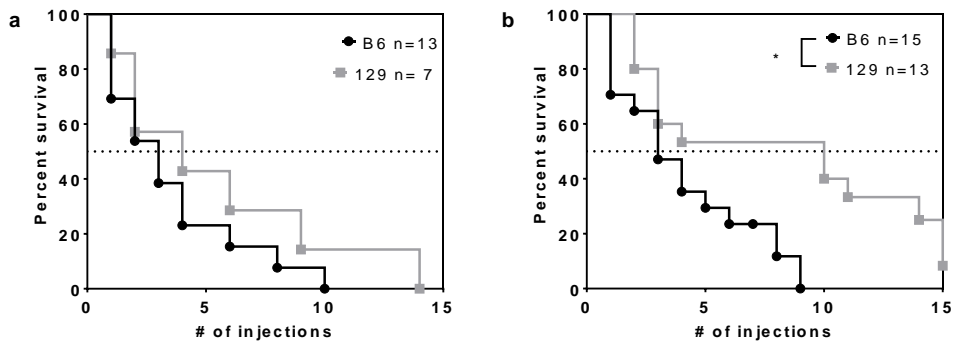 a
100
80
60
40
20
0
Percent survival
B6 n=13
129 n= 7
0 5 10 15
# of injections
b
100
80
60
40
20
0
Percent survival
*
B6 n=15
129 n=13
0 5 10 15
# of injections